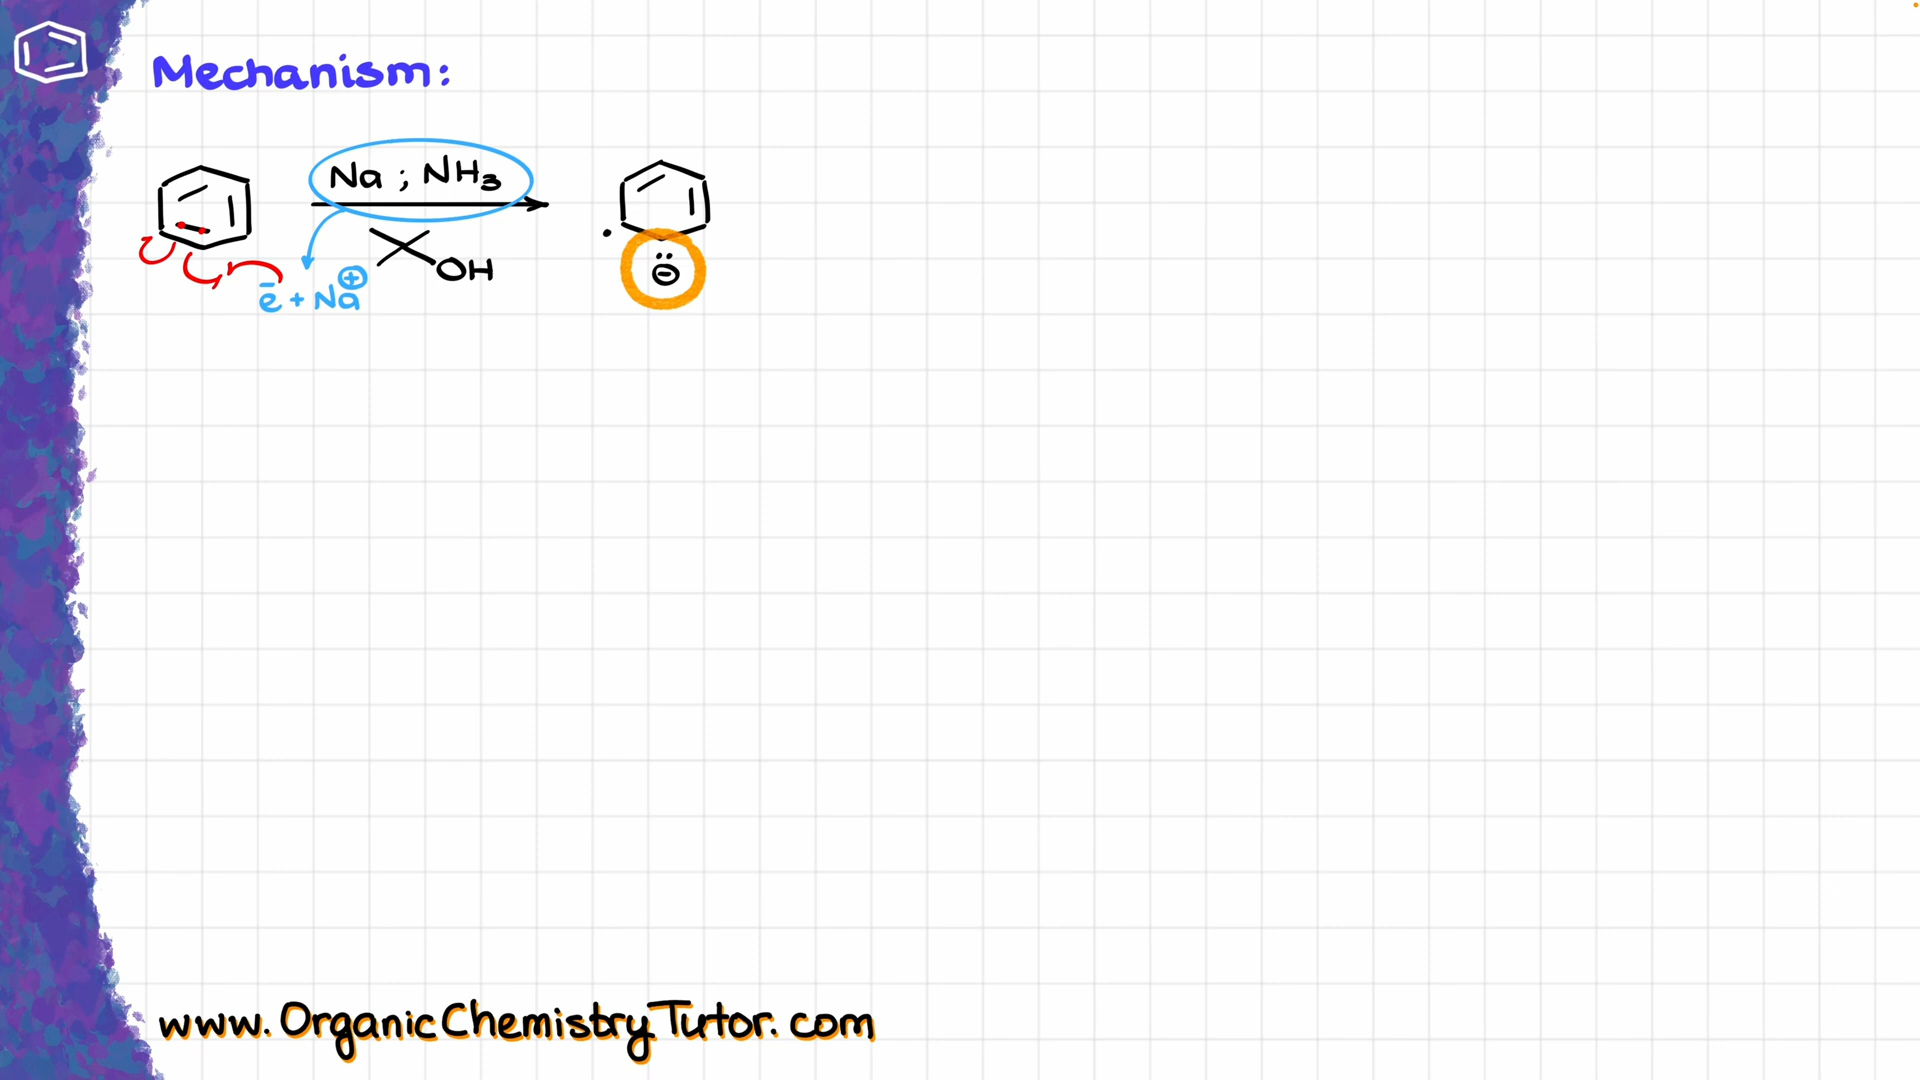 Mechanism:
Na ; NH₃
OH
ē + Na⊕
⊖
www.OrganicChemistryTutor.com